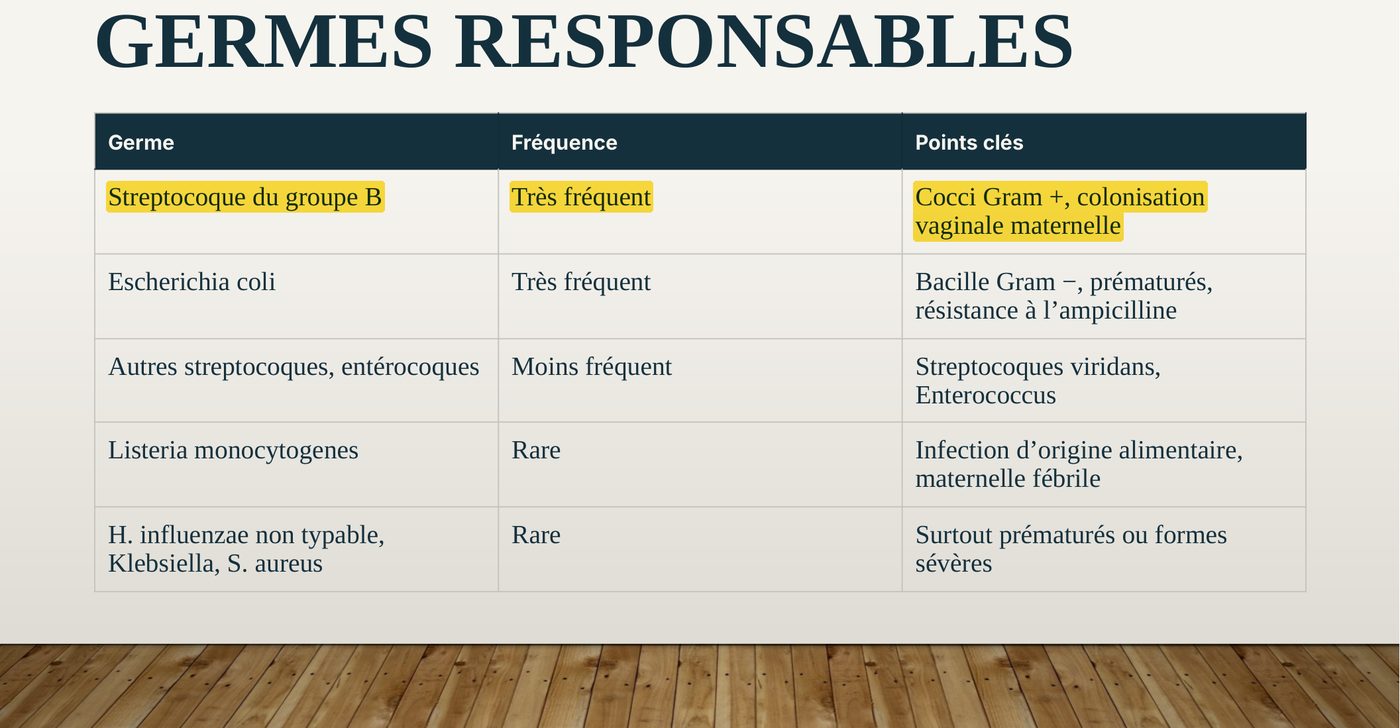 GERMES RESPONSABLES
Germe
Fréquence
Points clés
Streptocoque du groupe B
Très fréquent
Cocci Gram +, colonisation
vaginale maternelle
Escherichia coli
Très fréquent
Bacille Gram −, prématurés,
résistance à l’ampicilline
Autres streptocoques, entérocoques
Moins fréquent
Streptocoques viridans,
Enterococcus
Listeria monocytogenes
Rare
Infection d’origine alimentaire,
maternelle fébrile
H. influenzae non typable,
Klebsiella, S. aureus
Rare
Surtout prématurés ou formes
sévères